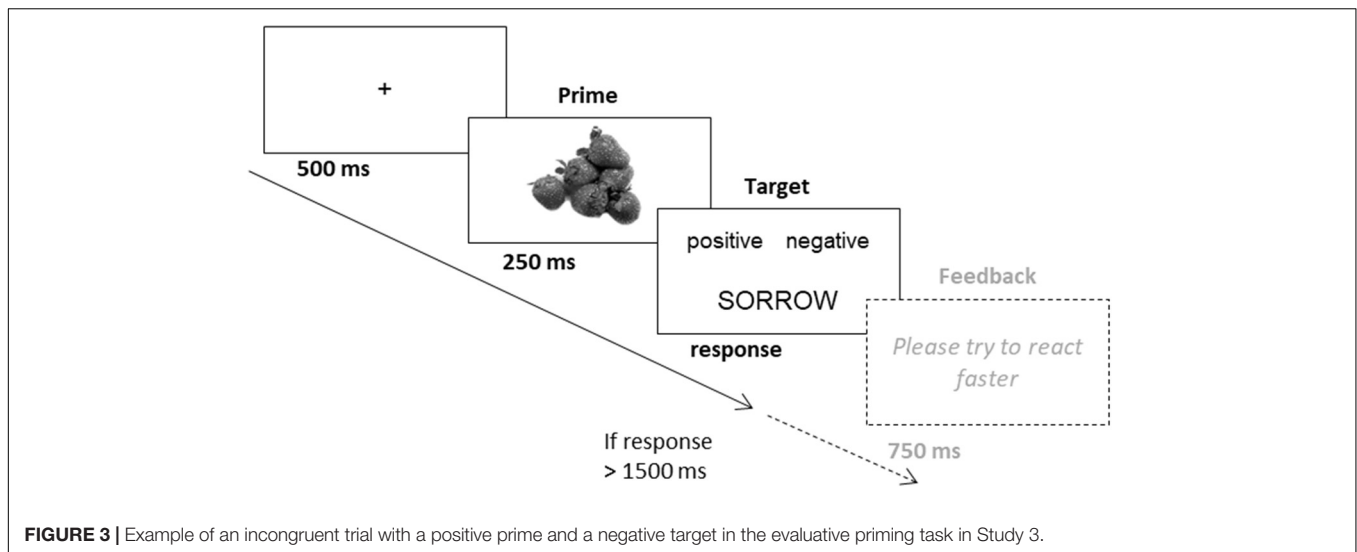 +
500 ms
Prime
250 ms
Target
positive negative
SORROW
response
Feedback
Please try to react
faster
750 ms
If response
> 1500 ms
FIGURE 3 | Example of an incongruent trial with a positive prime and a negative target in the evaluative priming task in Study 3.